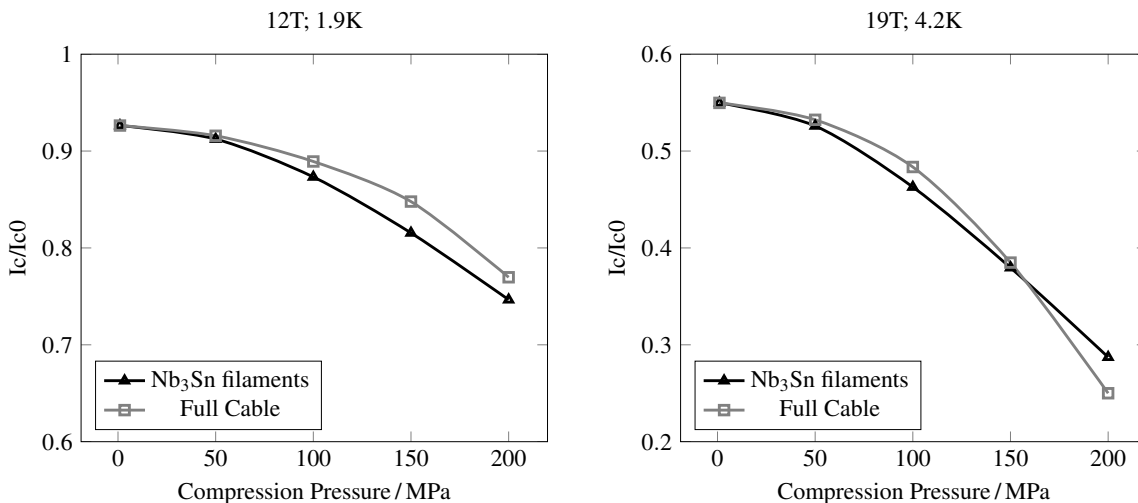 12T; 1.9K
1
0.9
0.8
0.7
0.6
Ic/Ic0
Nb₃Sn filaments
Full Cable
0 50 100 150 200
Compression Pressure / MPa
19T; 4.2K
0.6
0.5
0.4
0.3
0.2
Ic/Ic0
Nb₃Sn filaments
Full Cable
0 50 100 150 200
Compression Pressure / MPa